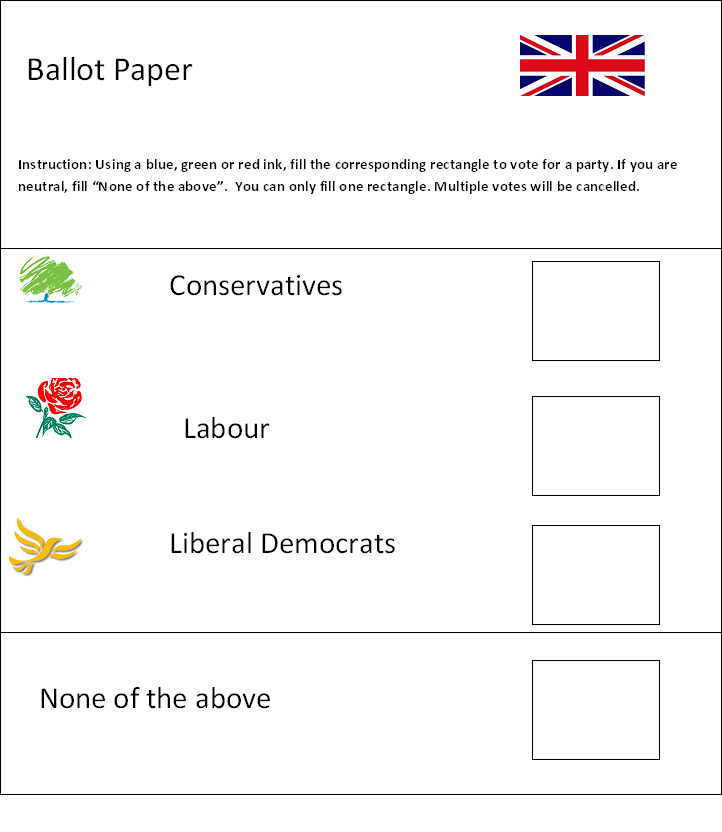 Ballot Paper
Instruction: Using a blue, green or red ink, fill the corresponding rectangle to vote for a party. If you are
neutral, fill “None of the above”.  You can only fill one rectangle. Multiple votes will be cancelled.
Conservatives
Labour
Liberal Democrats
None of the above